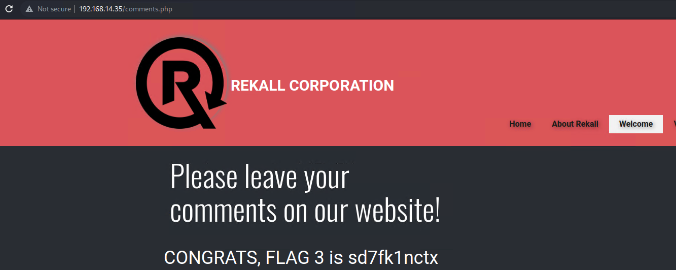 Not secure | 192.168.14.35/comments.php
R
REKALL CORPORATION
Home About Rekall Welcome
Please leave your
comments on our website!
CONGRATS, FLAG 3 is sd7fk1nctx